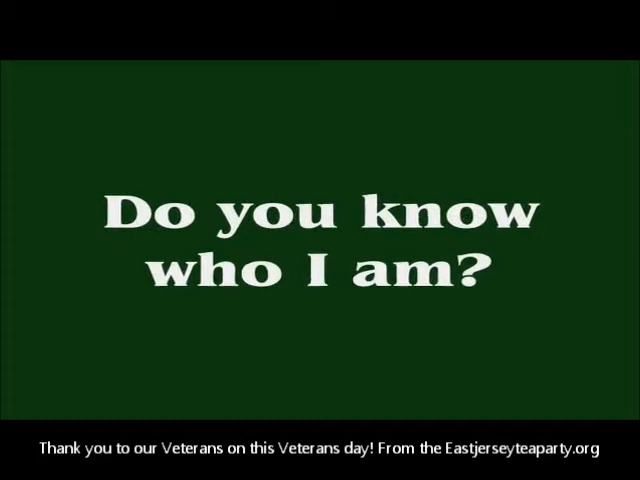 Do you know
who I am?
Thank you to our Veterans on this Veterans day! From the Eastjerseyteaparty.org